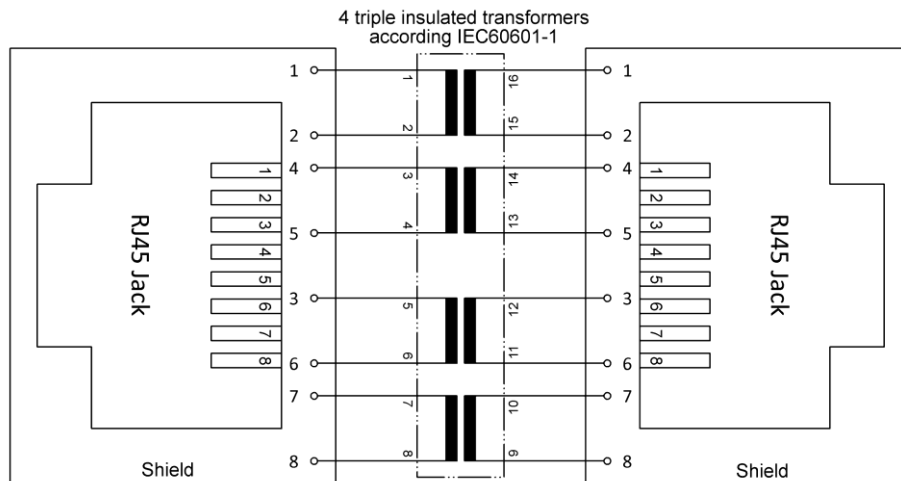 4 triple insulated transformers
according IEC60601-1
1 1 16 1
2 2 15 2
4 3 14 4
5 4 13 5
3 5 12 3
6 6 11 6
7 7 10 7
8 8 9 8
1
2
3
4
5
6
7
8
RJ45 Jack
Shield
1
2
3
4
5
6
7
8
RJ45 Jack
Shield